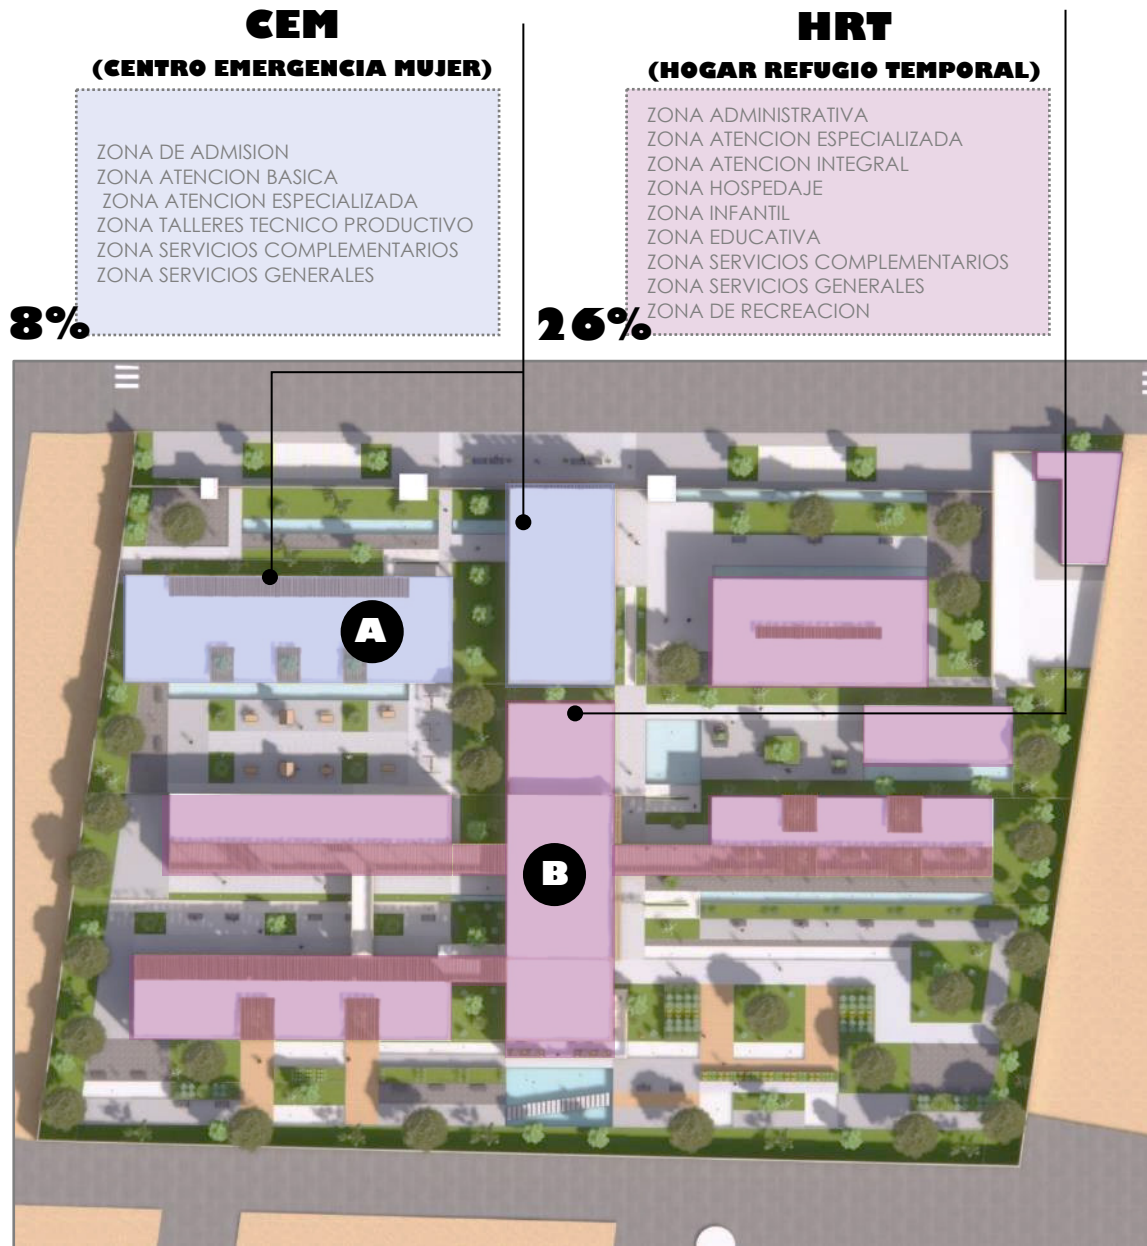 CEM
(CENTRO EMERGENCIA MUJER)
ZONA DE ADMISION
ZONA ATENCION BASICA
ZONA ATENCION ESPECIALIZADA
ZONA TALLERES TECNICO PRODUCTIVO
ZONA SERVICIOS COMPLEMENTARIOS
ZONA SERVICIOS GENERALES
8%
HRT
(HOGAR REFUGIO TEMPORAL)
ZONA ADMINISTRATIVA
ZONA ATENCION ESPECIALIZADA
ZONA ATENCION INTEGRAL
ZONA HOSPEDAJE
ZONA INFANTIL
ZONA EDUCATIVA
ZONA SERVICIOS COMPLEMENTARIOS
ZONA SERVICIOS GENERALES
ZONA DE RECREACION
26%
A
B